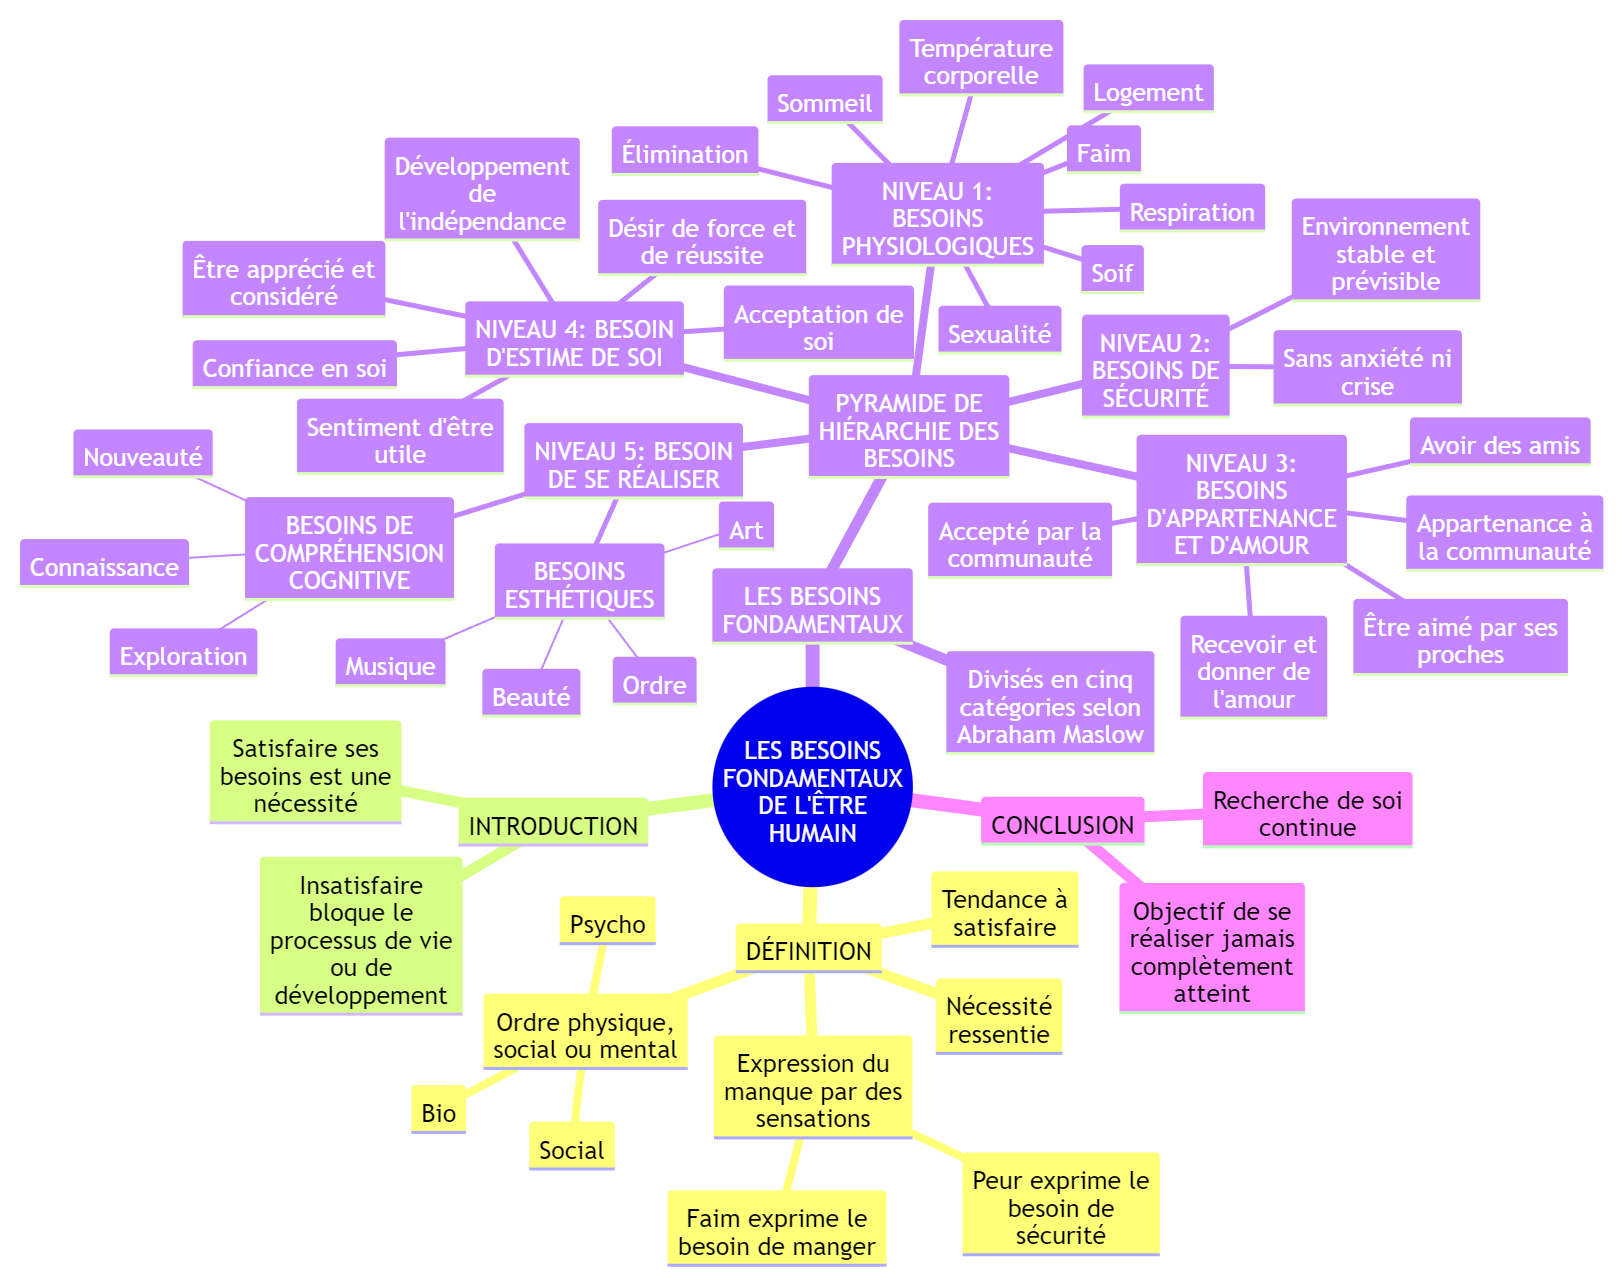 Température
corporelle
Logement
Sommeil
Faim
Élimination
NIVEAU 1:
BESOINS
PHYSIOLOGIQUES
Respiration
Soif
Sexualité
Développement
de
l'indépendance
Désir de force et
de réussite
Être apprécié et
considéré
Acceptation de
soi
NIVEAU 4: BESOIN
D'ESTIME DE SOI
Confiance en soi
Sentiment d'être
utile
Environnement
stable et
prévisible
NIVEAU 2:
BESOINS DE
SÉCURITÉ
Sans anxiété ni
crise
PYRAMIDE DE
HIÉRARCHIE DES
BESOINS
NIVEAU 5: BESOIN
DE SE RÉALISER
Nouveauté
BESOINS DE
COMPRÉHENSION
COGNITIVE
Connaissance
Exploration
Art
BESOINS
ESTHÉTIQUES
Musique
Beauté
Ordre
Avoir des amis
NIVEAU 3:
BESOINS
D'APPARTENANCE
ET D'AMOUR
Accepté par la
communauté
Appartenance à
la communauté
Être aimé par ses
proches
Recevoir et
donner de
l'amour
LES BESOINS
FONDAMENTAUX
Divisés en cinq
catégories selon
Abraham Maslow
LES BESOINS
FONDAMENTAUX
DE L'ÊTRE
HUMAIN
Satisfaire ses
besoins est une
nécessité
INTRODUCTION
Insatisfaire
bloque le
processus de vie
ou de
développement
CONCLUSION
Recherche de soi
continue
Objectif de se
réaliser jamais
complètement
atteint
DÉFINITION
Tendance à
satisfaire
Nécessité
ressentie
Psycho
Ordre physique,
social ou mental
Bio
Social
Expression du
manque par des
sensations
Faim exprime le
besoin de manger
Peur exprime le
besoin de
sécurité